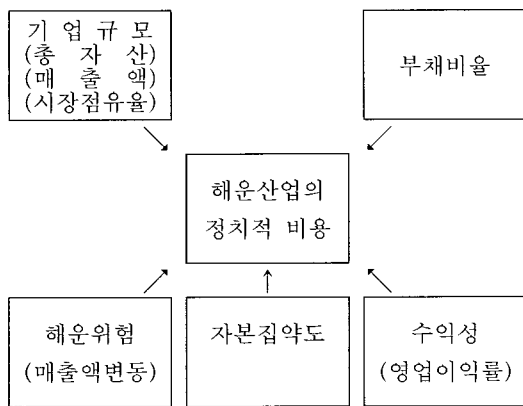 기 업 규 모
(총 자 산)
(매 출 액)
(시장점유율)
부채비율
해운산업의
정치적 비용
해운위험
(매출액변동)
자본집약도
수익성
(영업이익률)